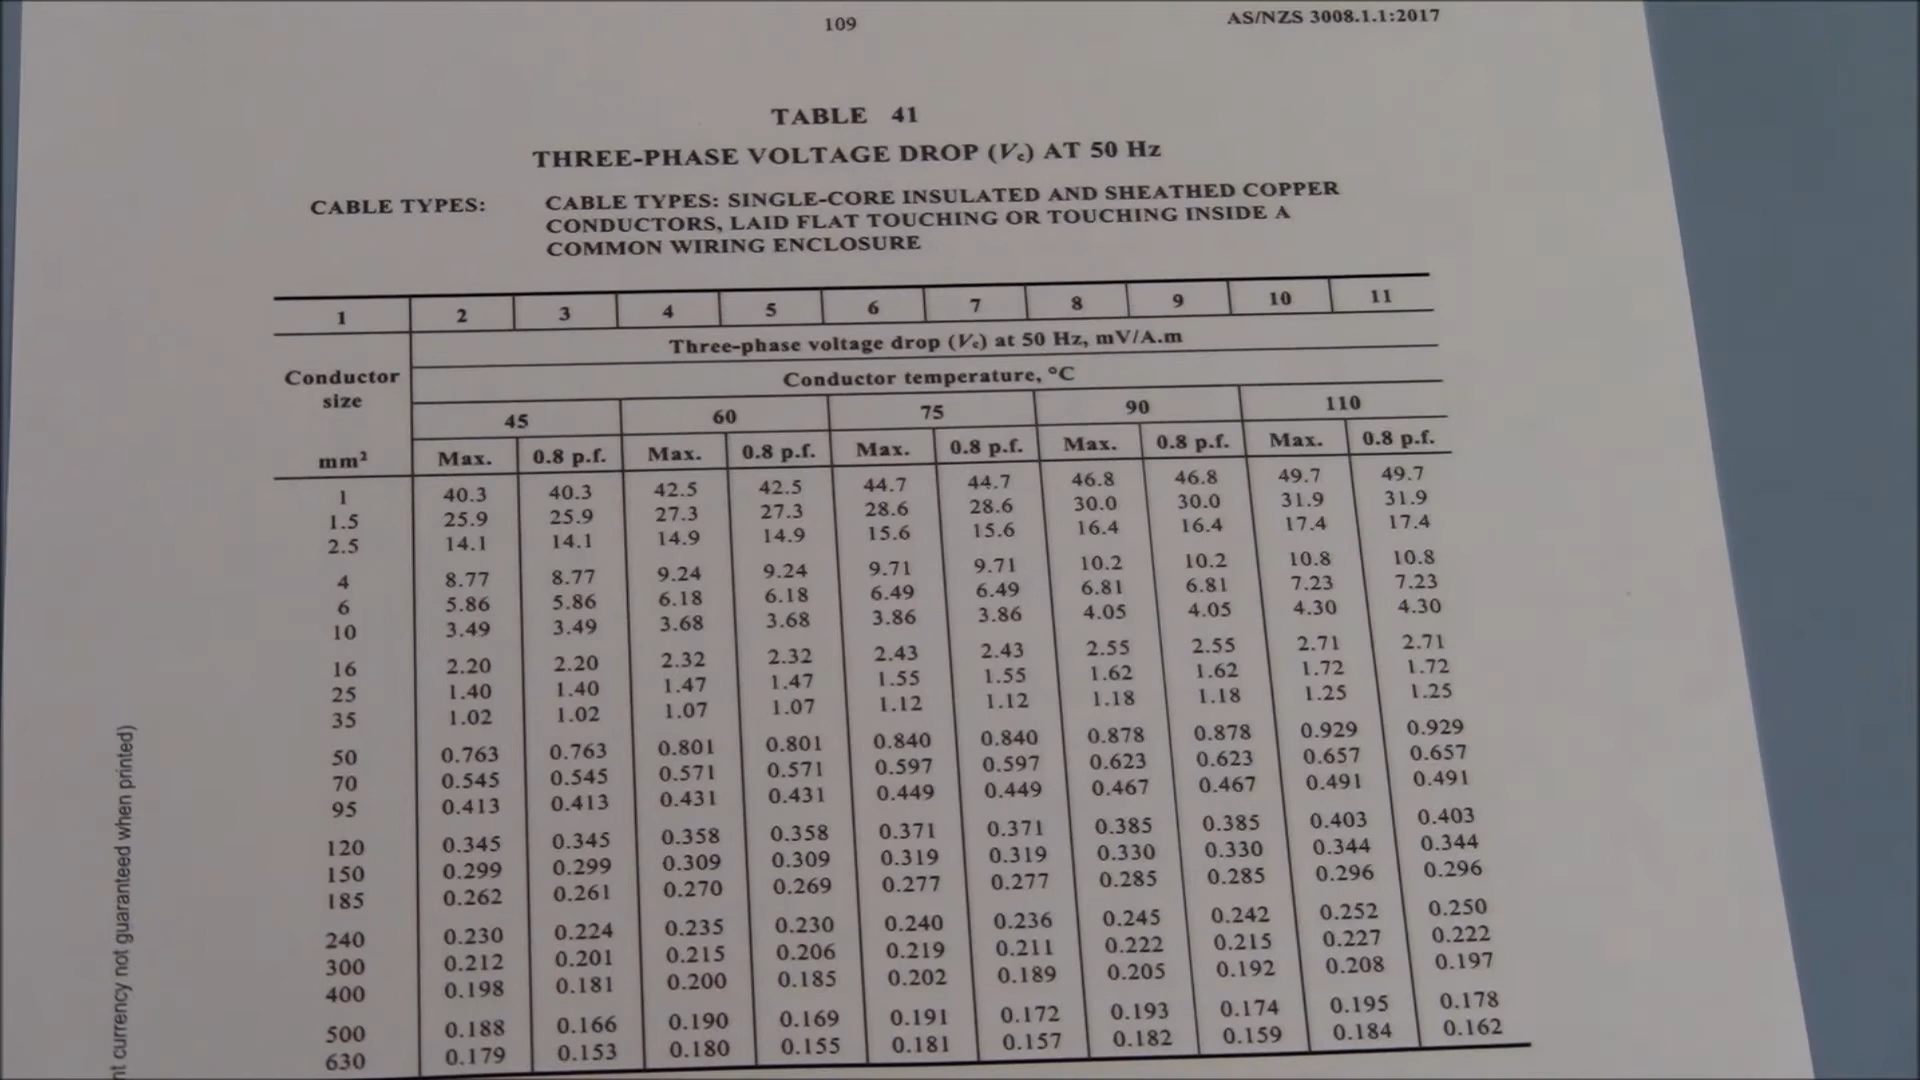 109
AS/NZS 3008.1.1:2017
TABLE 41
THREE-PHASE VOLTAGE DROP (Vc) AT 50 Hz
CABLE TYPES: CABLE TYPES: SINGLE-CORE INSULATED AND SHEATHED COPPER
CONDUCTORS, LAID FLAT TOUCHING OR TOUCHING INSIDE A
COMMON WIRING ENCLOSURE
1 2 3 4 5 6 7 8 9 10 11
Three-phase voltage drop (Vc) at 50 Hz, mV/A.m
Conductor temperature, °C
Conductor
size
mm²
45 60 75 90 110
Max. 0.8 p.f. Max. 0.8 p.f. Max. 0.8 p.f. Max. 0.8 p.f. Max. 0.8 p.f.
1 40.3 40.3 42.5 42.5 44.7 44.7 46.8 46.8 49.7 49.7
1.5 25.9 25.9 27.3 27.3 28.6 28.6 30.0 30.0 31.9 31.9
2.5 14.1 14.1 14.9 14.9 15.6 15.6 16.4 16.4 17.4 17.4
4 8.77 8.77 9.24 9.24 9.71 9.71 10.2 10.2 10.8 10.8
6 5.86 5.86 6.18 6.18 6.49 6.49 6.81 6.81 7.23 7.23
10 3.49 3.49 3.68 3.68 3.86 3.86 4.05 4.05 4.30 4.30
16 2.20 2.20 2.32 2.32 2.43 2.43 2.55 2.55 2.71 2.71
25 1.40 1.40 1.47 1.47 1.55 1.55 1.62 1.62 1.72 1.72
35 1.02 1.02 1.07 1.07 1.12 1.12 1.18 1.18 1.25 1.25
50 0.763 0.763 0.801 0.801 0.840 0.840 0.878 0.878 0.929 0.929
70 0.545 0.545 0.571 0.571 0.597 0.597 0.623 0.623 0.657 0.657
95 0.413 0.413 0.431 0.431 0.449 0.449 0.467 0.467 0.491 0.491
120 0.345 0.345 0.358 0.358 0.371 0.371 0.385 0.385 0.403 0.403
150 0.299 0.299 0.309 0.309 0.319 0.319 0.330 0.330 0.344 0.344
185 0.262 0.261 0.270 0.269 0.277 0.277 0.285 0.285 0.296 0.296
240 0.230 0.224 0.235 0.230 0.240 0.236 0.245 0.242 0.252 0.250
300 0.212 0.201 0.215 0.206 0.219 0.211 0.222 0.215 0.227 0.222
400 0.198 0.181 0.200 0.185 0.202 0.189 0.205 0.192 0.208 0.197
500 0.188 0.166 0.190 0.169 0.191 0.172 0.193 0.174 0.195 0.178
630 0.179 0.153 0.180 0.155 0.181 0.157 0.182 0.159 0.184 0.162
nt currency not guaranteed when printed)